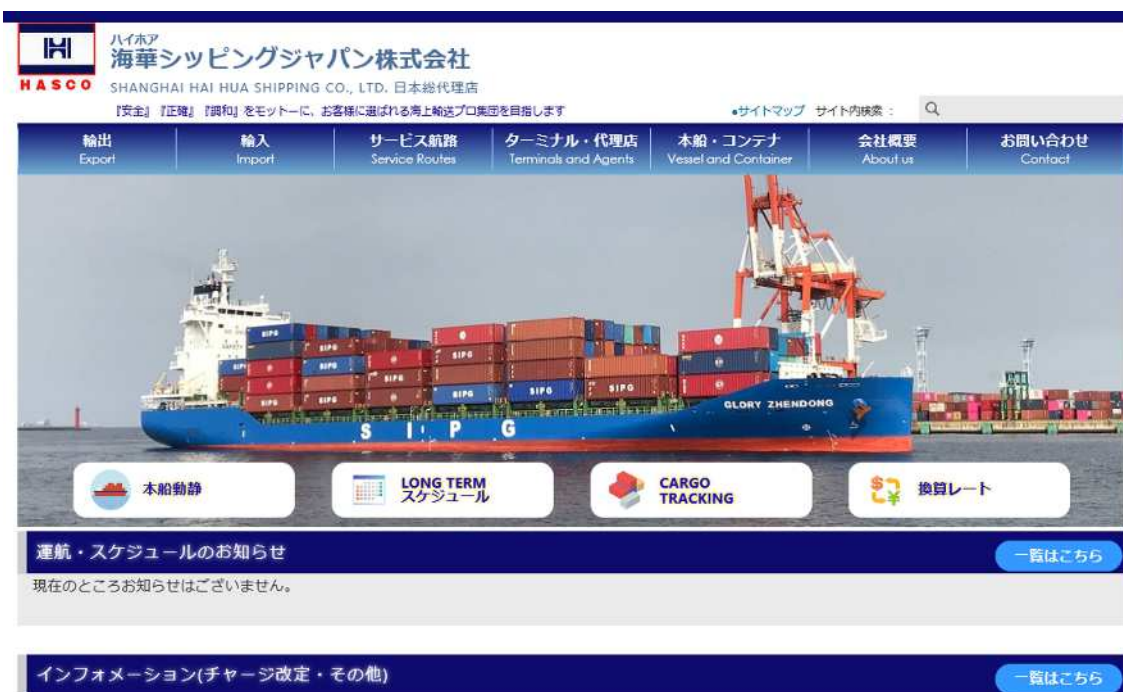 ハイホア
海華シッピングジャパン株式会社
HASCO
SHANGHAI HAI HUA SHIPPING CO., LTD. 日本総代理店
『安全』『正確』『調和』をモットーに、お客様に選ばれる海上輸送プロ集団を目指します
•サイトマップ サイト内検索：
輸出 輸入 サービス航路 ターミナル・代理店 本船・コンテナ 会社概要 お問い合わせ
Export Import Service Routes Terminals and Agents Vessel and Container About us Contact
SIPG
SIPG
SIPG
SIPG
SIPG
SIPG
SIPG
SIPG
SIPG
GLORY ZHENDONG
S I P G
本船動静
LONG TERM
スケジュール
CARGO
TRACKING
換算レート
運航・スケジュールのお知らせ
一覧はこちら
現在のところお知らせはございません。
インフォメーション(チャージ改定・その他)
一覧はこちら